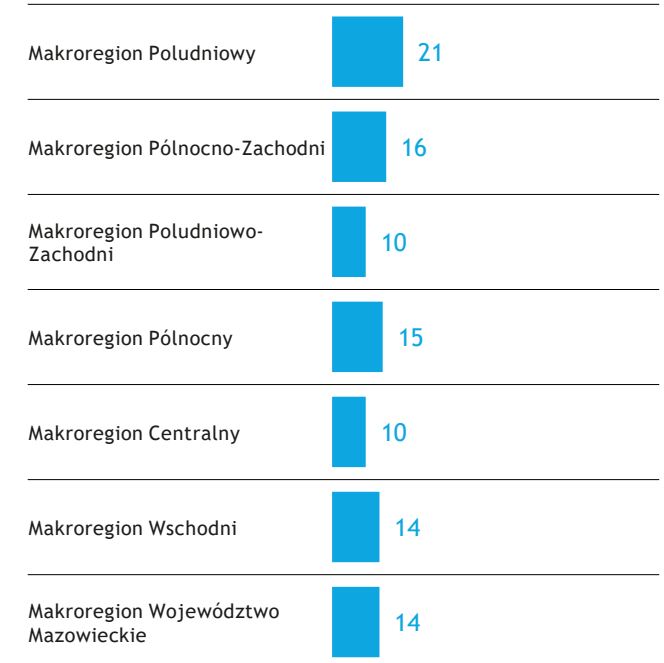 Makroregion Poludniowy
21
Makroregion Pólnocno-Zachodni
16
Makroregion Poludniowo-
Zachodni
10
Makroregion Pólnocny
15
Makroregion Centralny
10
Makroregion Wschodni
14
Makroregion Województwo
Mazowieckie
14